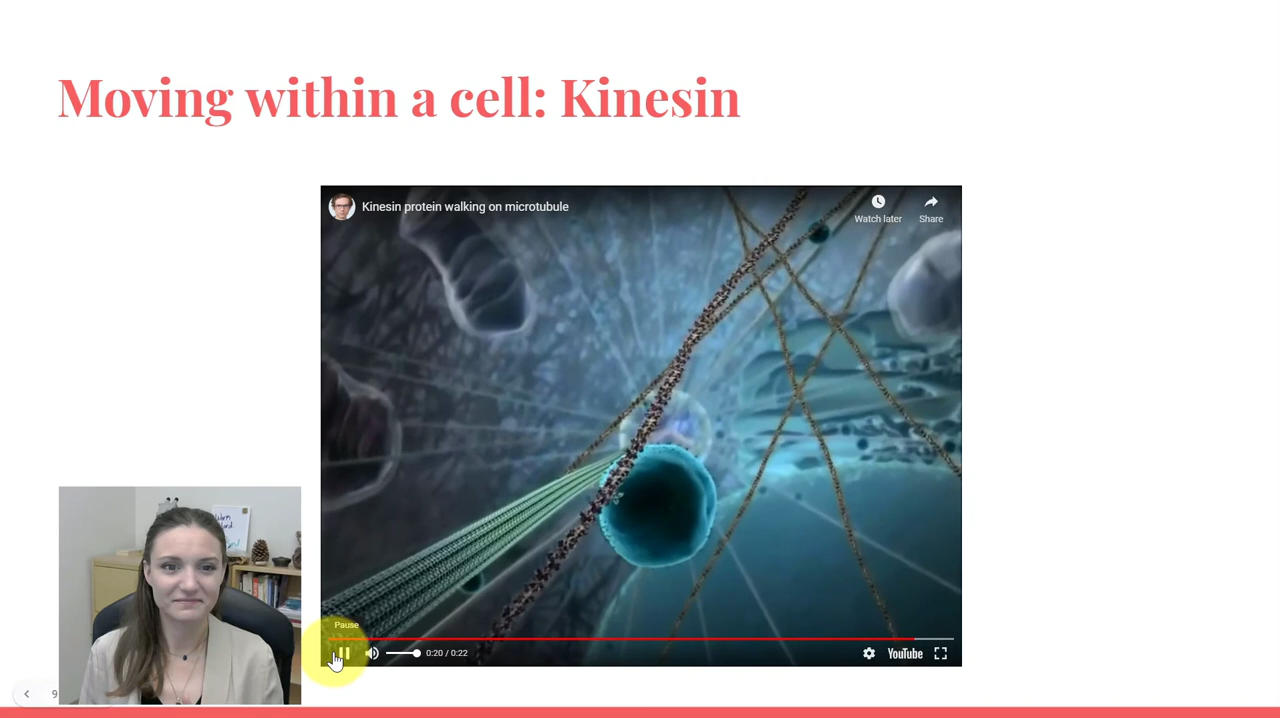 Moving within a cell: Kinesin
Kinesin protein walking on microtubule
Watch later
Share
Pause
0:20 / 0:22
YouTube
9